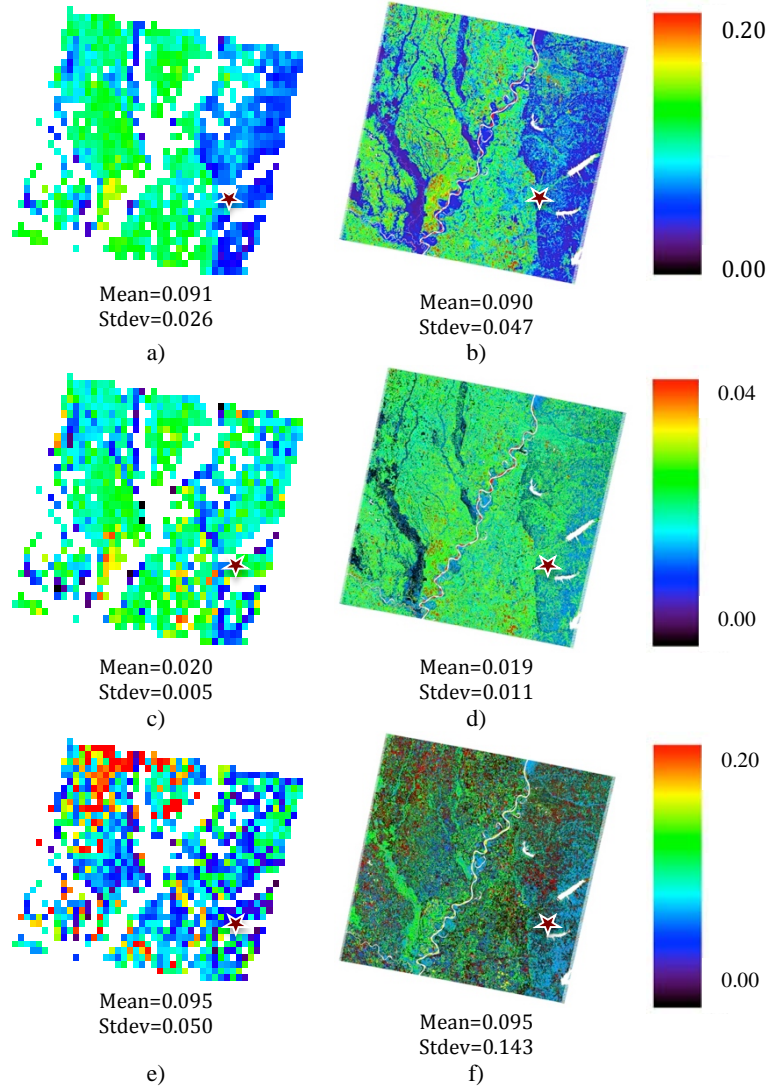 0.20
0.00
Mean=0.091
Stdev=0.026
a)
Mean=0.090
Stdev=0.047
b)
0.04
0.00
Mean=0.020
Stdev=0.005
c)
Mean=0.019
Stdev=0.011
d)
0.20
0.00
Mean=0.095
Stdev=0.050
e)
Mean=0.095
Stdev=0.143
f)